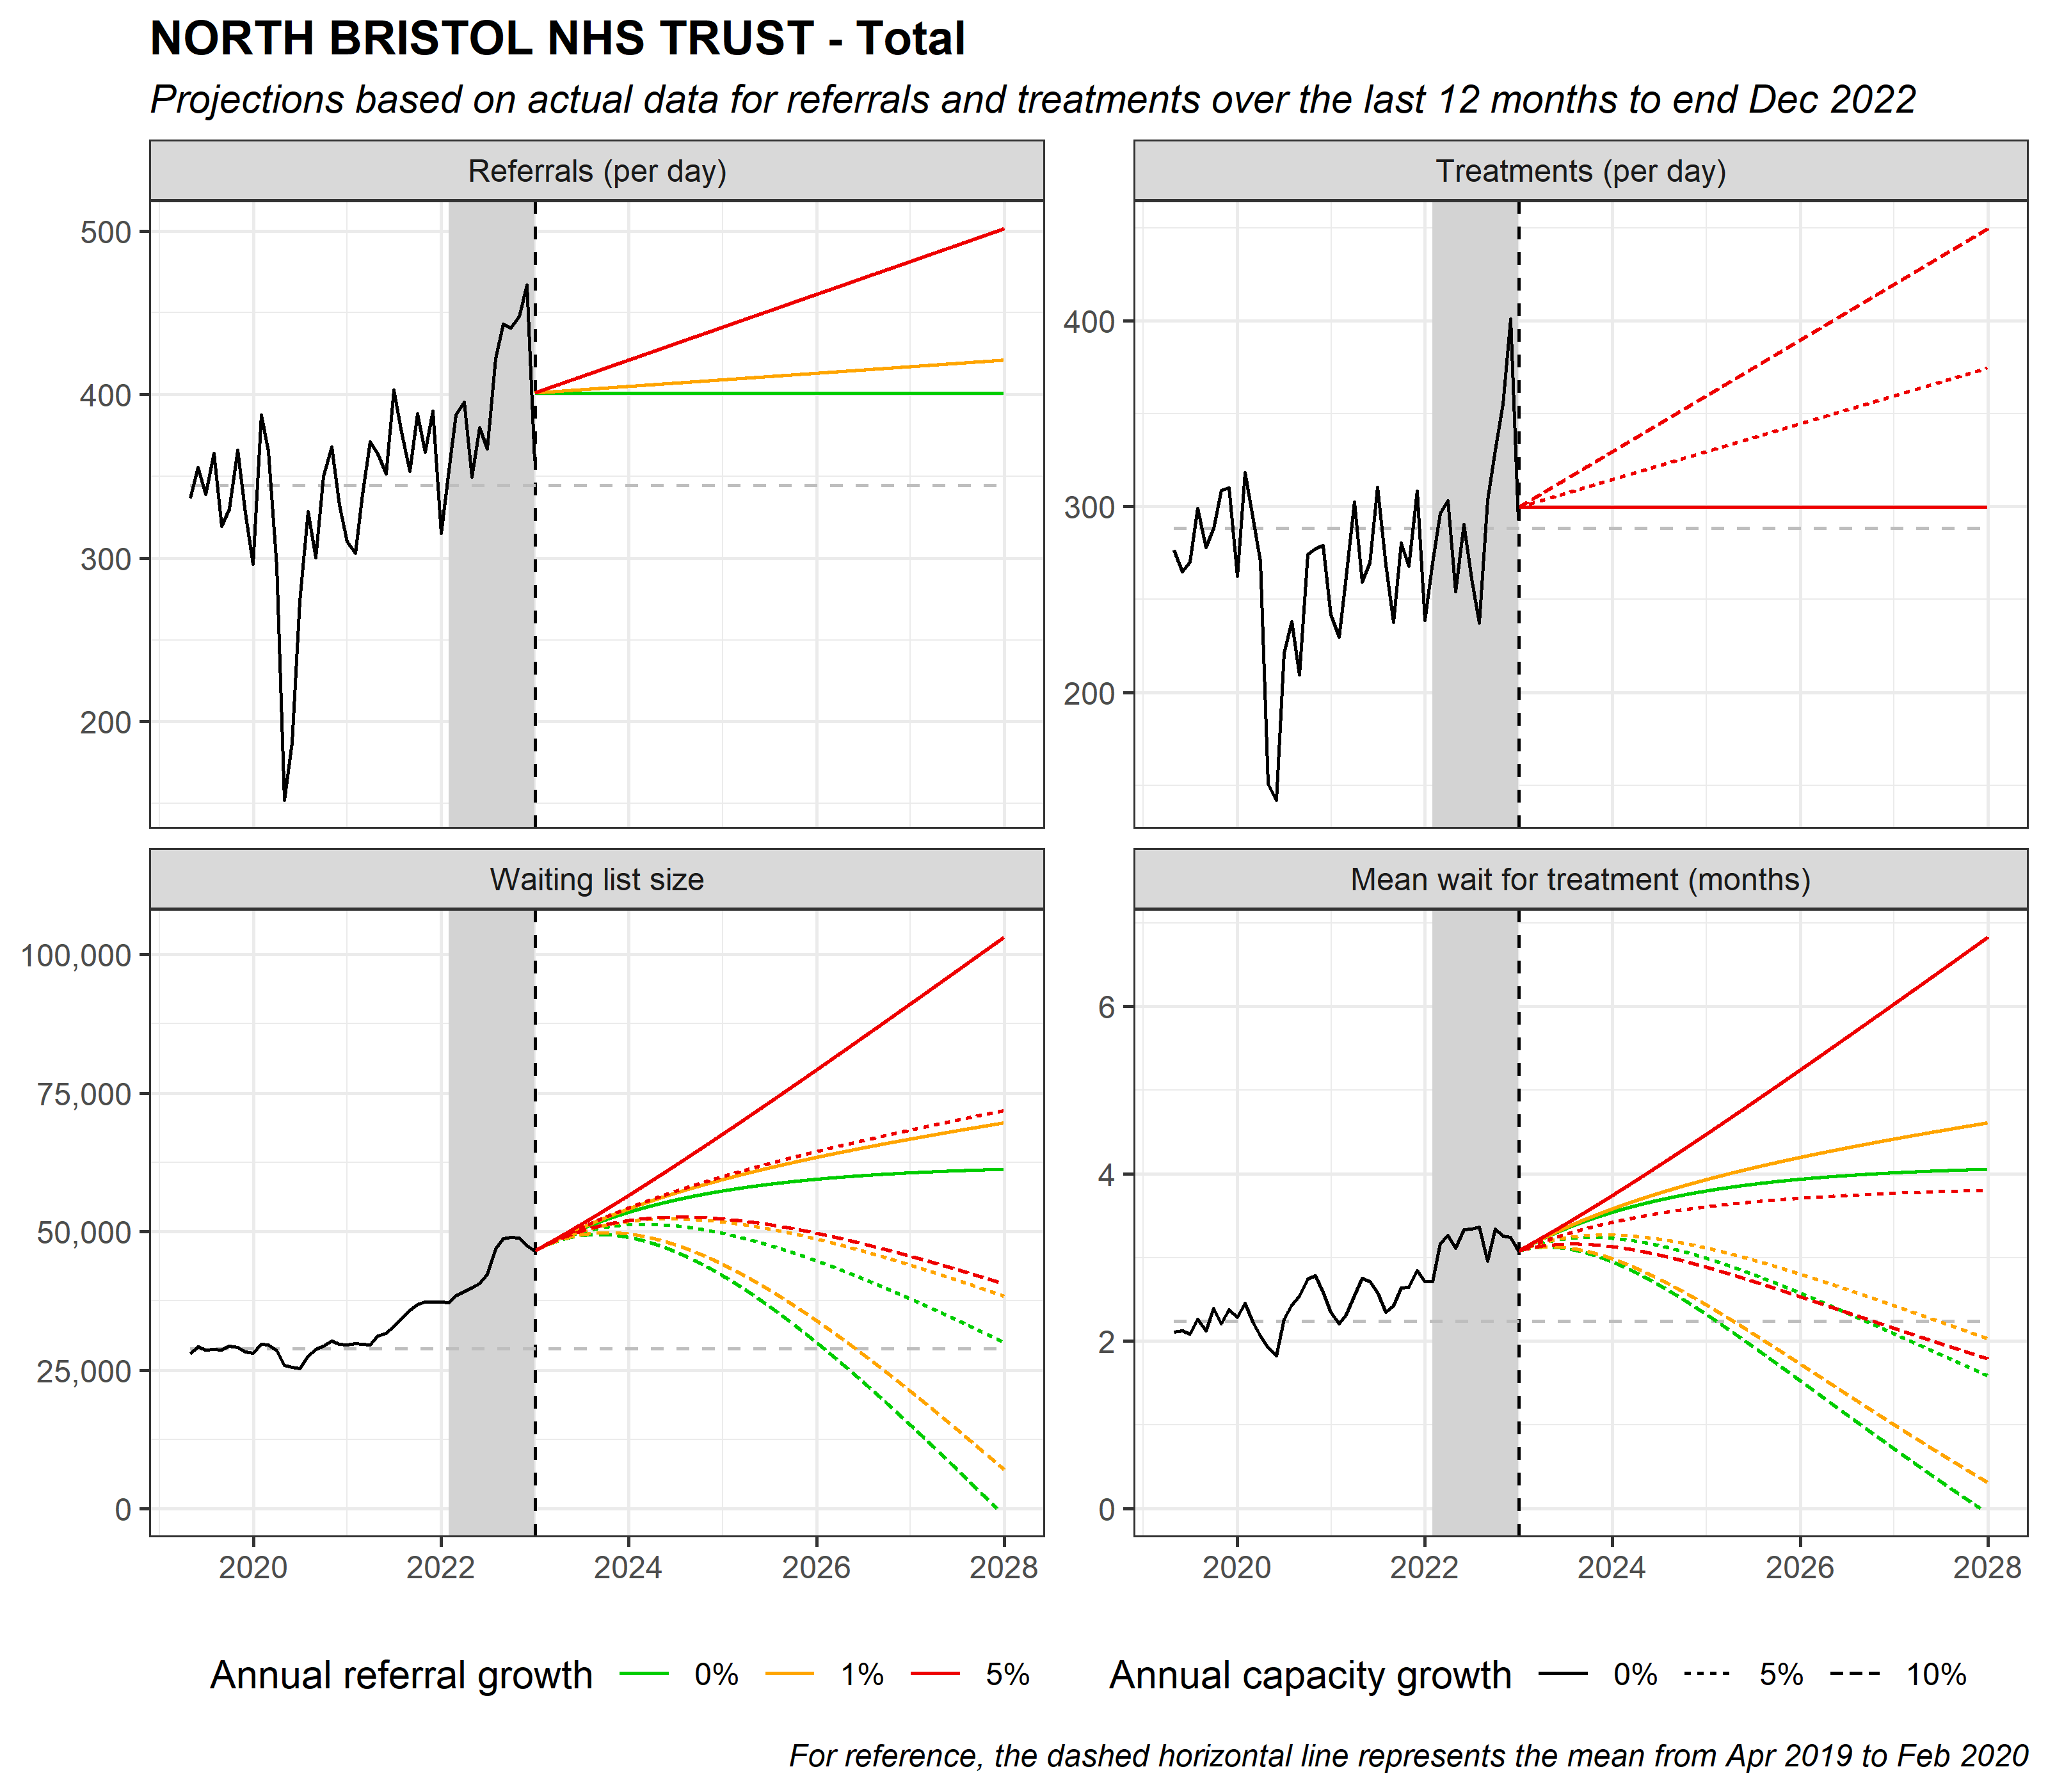 NORTH BRISTOL NHS TRUST - Total
Projections based on actual data for referrals and treatments over the last 12 months to end Dec 2022
Referrals (per day)
500
400
300
200
Treatments (per day)
400
300
200
Waiting list size
100,000
75,000
50,000
25,000
0
2020 2022 2024 2026 2028
Mean wait for treatment (months)
6
4
2
0
2020 2022 2024 2026 2028
Annual referral growth 0% 1% 5%
Annual capacity growth 0% 5% 10%
For reference, the dashed horizontal line represents the mean from Apr 2019 to Feb 2020